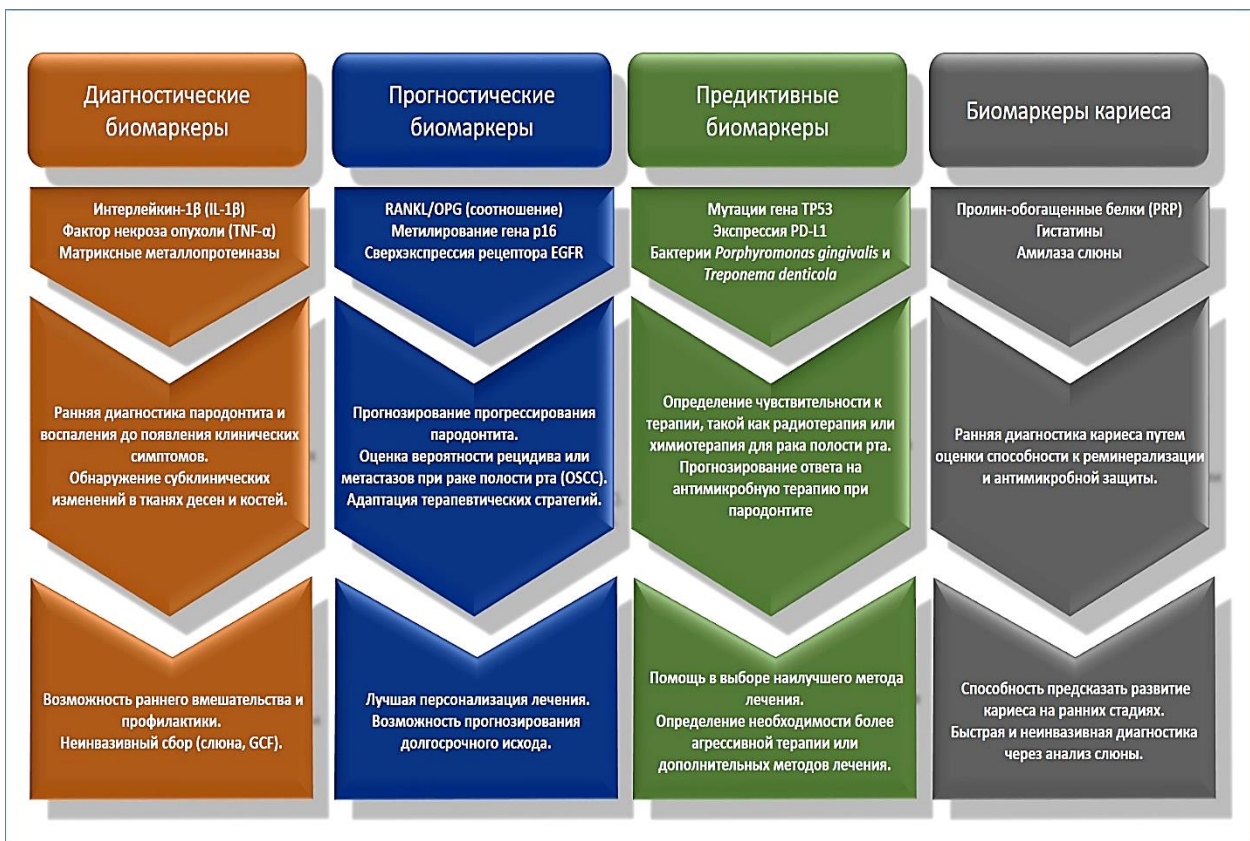 Диагностические
биомаркеры
Интерлейкин-1β (IL-1β)
Фактор некроза опухоли (TNF-α)
Матриксные металлопротеиназы
Ранняя диагностика пародонтита и
воспаления до появления клинических
симптомов.
Обнаружение субклинических
изменений в тканях десен и костей.
Возможность раннего вмешательства и
профилактики.
Неинвазивный сбор (слюна, GCF).
Прогностические
биомаркеры
RANKL/OPG (соотношение)
Метилирование гена p16
Сверхэкспрессия рецептора EGFR
Прогнозирование прогрессирования
пародонтита.
Оценка вероятности рецидива или
метастазов при раке полости рта (OSCC).
Адаптация терапевтических стратегий.
Лучшая персонализация лечения.
Возможность прогнозирования
долгосрочного исхода.
Предиктивные
биомаркеры
Мутации гена TP53
Экспрессия PD-L1
Бактерии Porphyromonas gingivalis и
Treponema denticola
Определение чувствительности к
терапии, такой как радиотерапия или
химиотерапия для рака полости рта.
Прогнозирование ответа на
антимикробную терапию при
пародонтите
Помощь в выборе наилучшего метода
лечения.
Определение необходимости более
агрессивной терапии или
дополнительных методов лечения.
Биомаркеры кариеса
Пролин-обогащенные белки (PRP)
Гистатины
Амилаза слюны
Ранняя диагностика кариеса путем
оценки способности к реминерализации
и антимикробной защиты.
Способность предсказать развитие
кариеса на ранних стадиях.
Быстрая и неинвазивная диагностика
через анализ слюны.